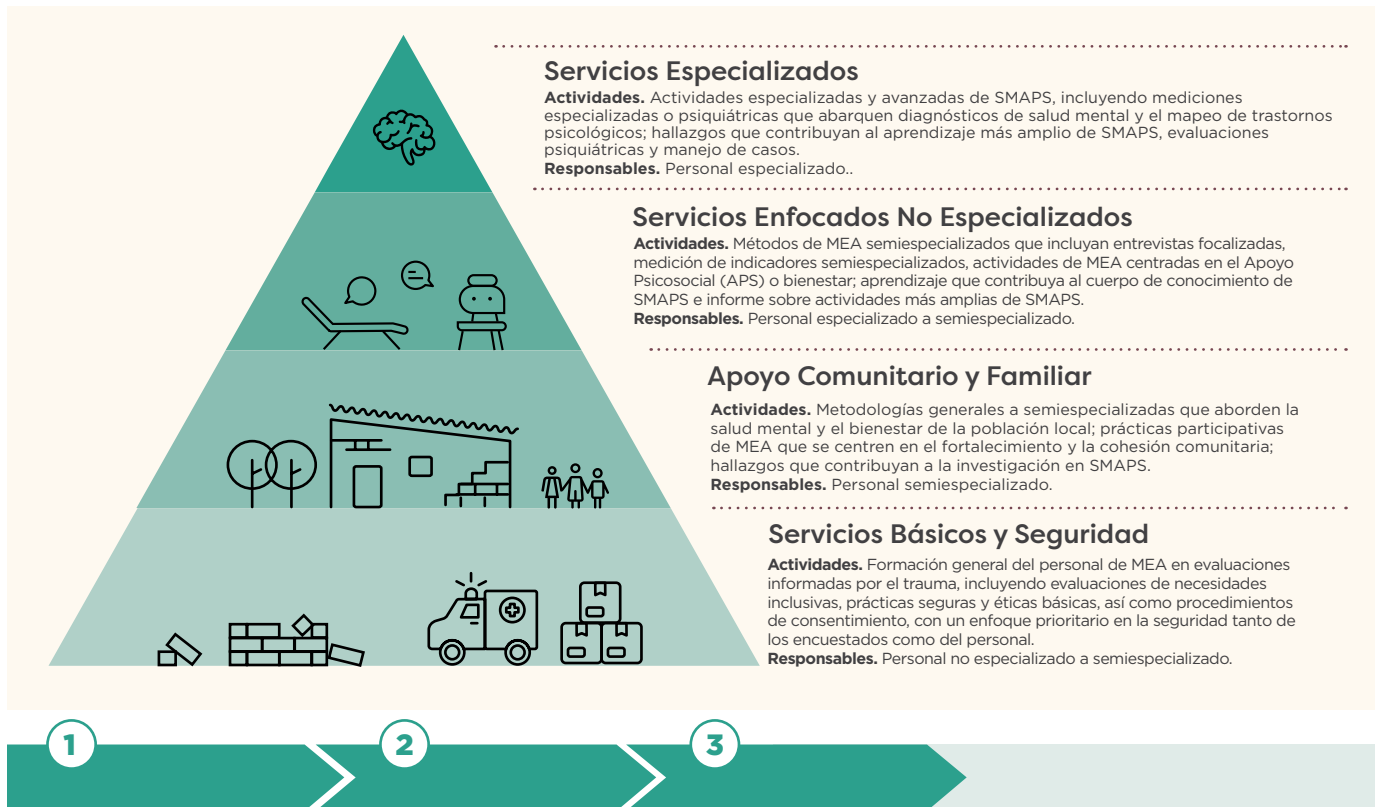 Servicios Especializados
Actividades. Actividades especializadas y avanzadas de SMAPS, incluyendo mediciones
especializadas o psiquiátricas que abarquen diagnósticos de salud mental y el mapeo de trastornos
psicológicos; hallazgos que contribuyan al aprendizaje más amplio de SMAPS, evaluaciones
psiquiátricas y manejo de casos.
Responsables. Personal especializado..
Servicios Enfocados No Especializados
Actividades. Métodos de MEA semiespecializados que incluyan entrevistas focalizadas,
medición de indicadores semiespecializados, actividades de MEA centradas en el Apoyo
Psicosocial (APS) o bienestar; aprendizaje que contribuya al cuerpo de conocimiento de
SMAPS e informe sobre actividades más amplias de SMAPS.
Responsables. Personal especializado a semiespecializado.
Apoyo Comunitario y Familiar
Actividades. Metodologías generales a semiespecializadas que aborden la
salud mental y el bienestar de la población local; prácticas participativas
de MEA que se centren en el fortalecimiento y la cohesión comunitaria;
hallazgos que contribuyan a la investigación en SMAPS.
Responsables. Personal semiespecializado.
Servicios Básicos y Seguridad
Actividades. Formación general del personal de MEA en evaluaciones
informadas por el trauma, incluyendo evaluaciones de necesidades
inclusivas, prácticas seguras y éticas básicas, así como procedimientos
de consentimiento, con un enfoque prioritario en la seguridad tanto de
los encuestados como del personal.
Responsables. Personal no especializado a semiespecializado.
1
2
3